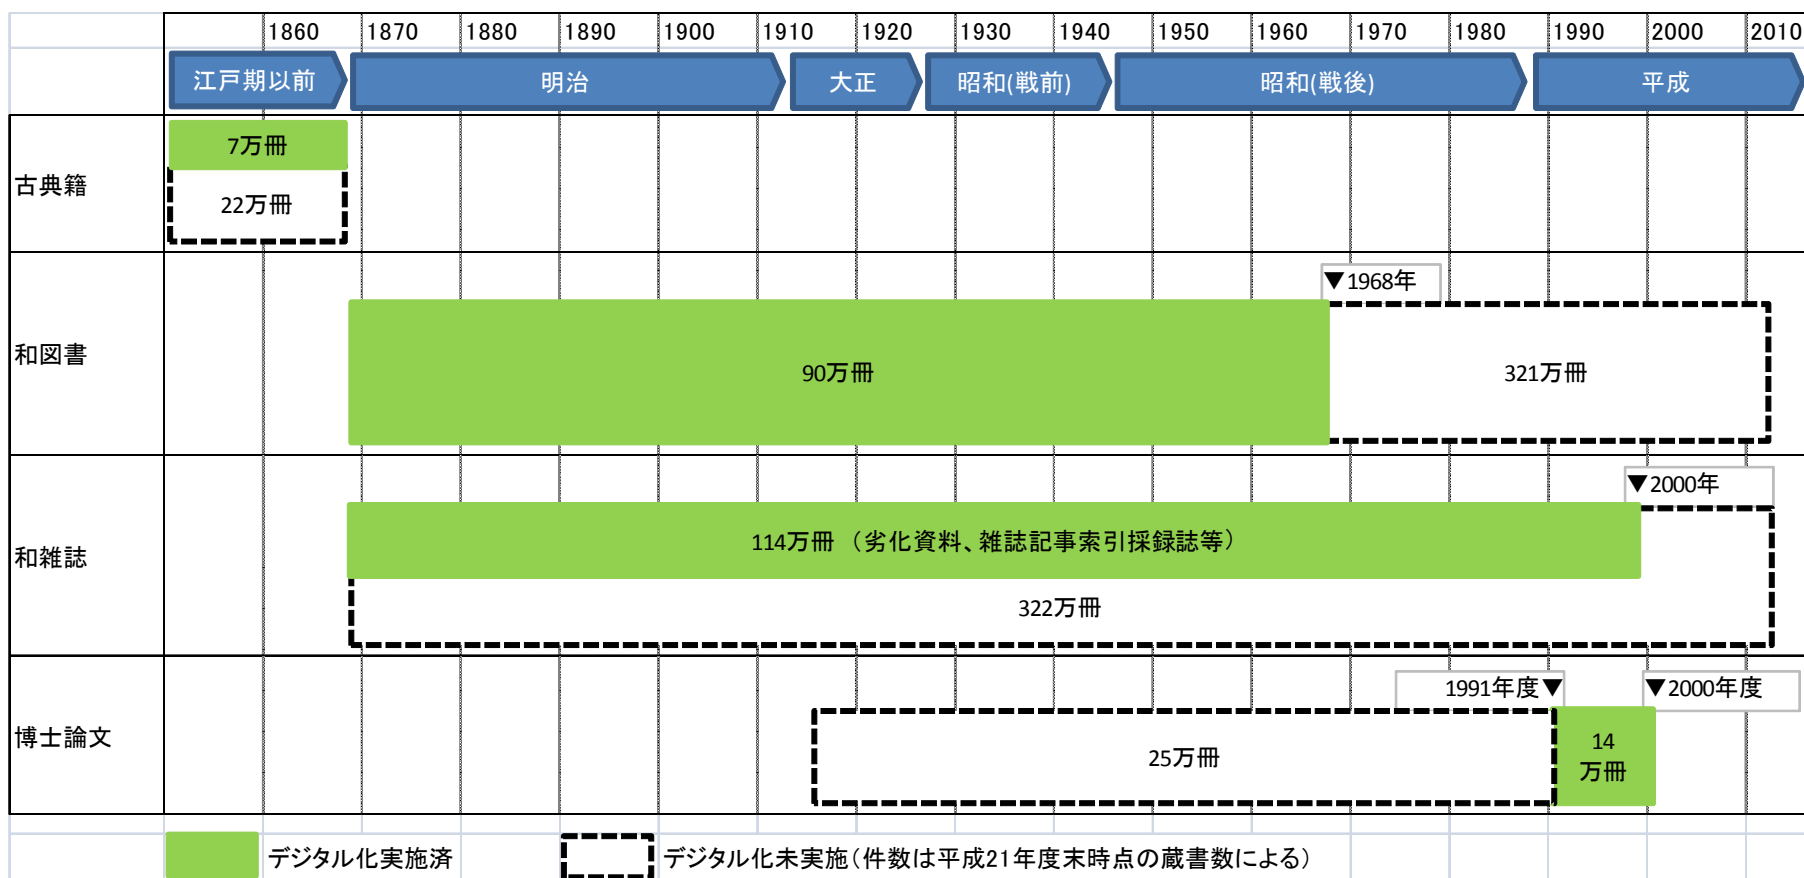 1860 1870 1880 1890 1900 1910 1920 1930 1940 1950 1960 1970 1980 1990 2000 2010
江戸期以前 明治 大正 昭和(戦前) 昭和(戦後) 平成
古典籍
7万冊
22万冊
和図書
▼1968年
90万冊
321万冊
和雑誌
▼2000年
114万冊 （劣化資料、雑誌記事索引採録誌等）
322万冊
博士論文
1991年度▼
▼2000年度
25万冊
14
万冊
デジタル化実施済
デジタル化未実施（件数は平成21年度末時点の蔵書数による）